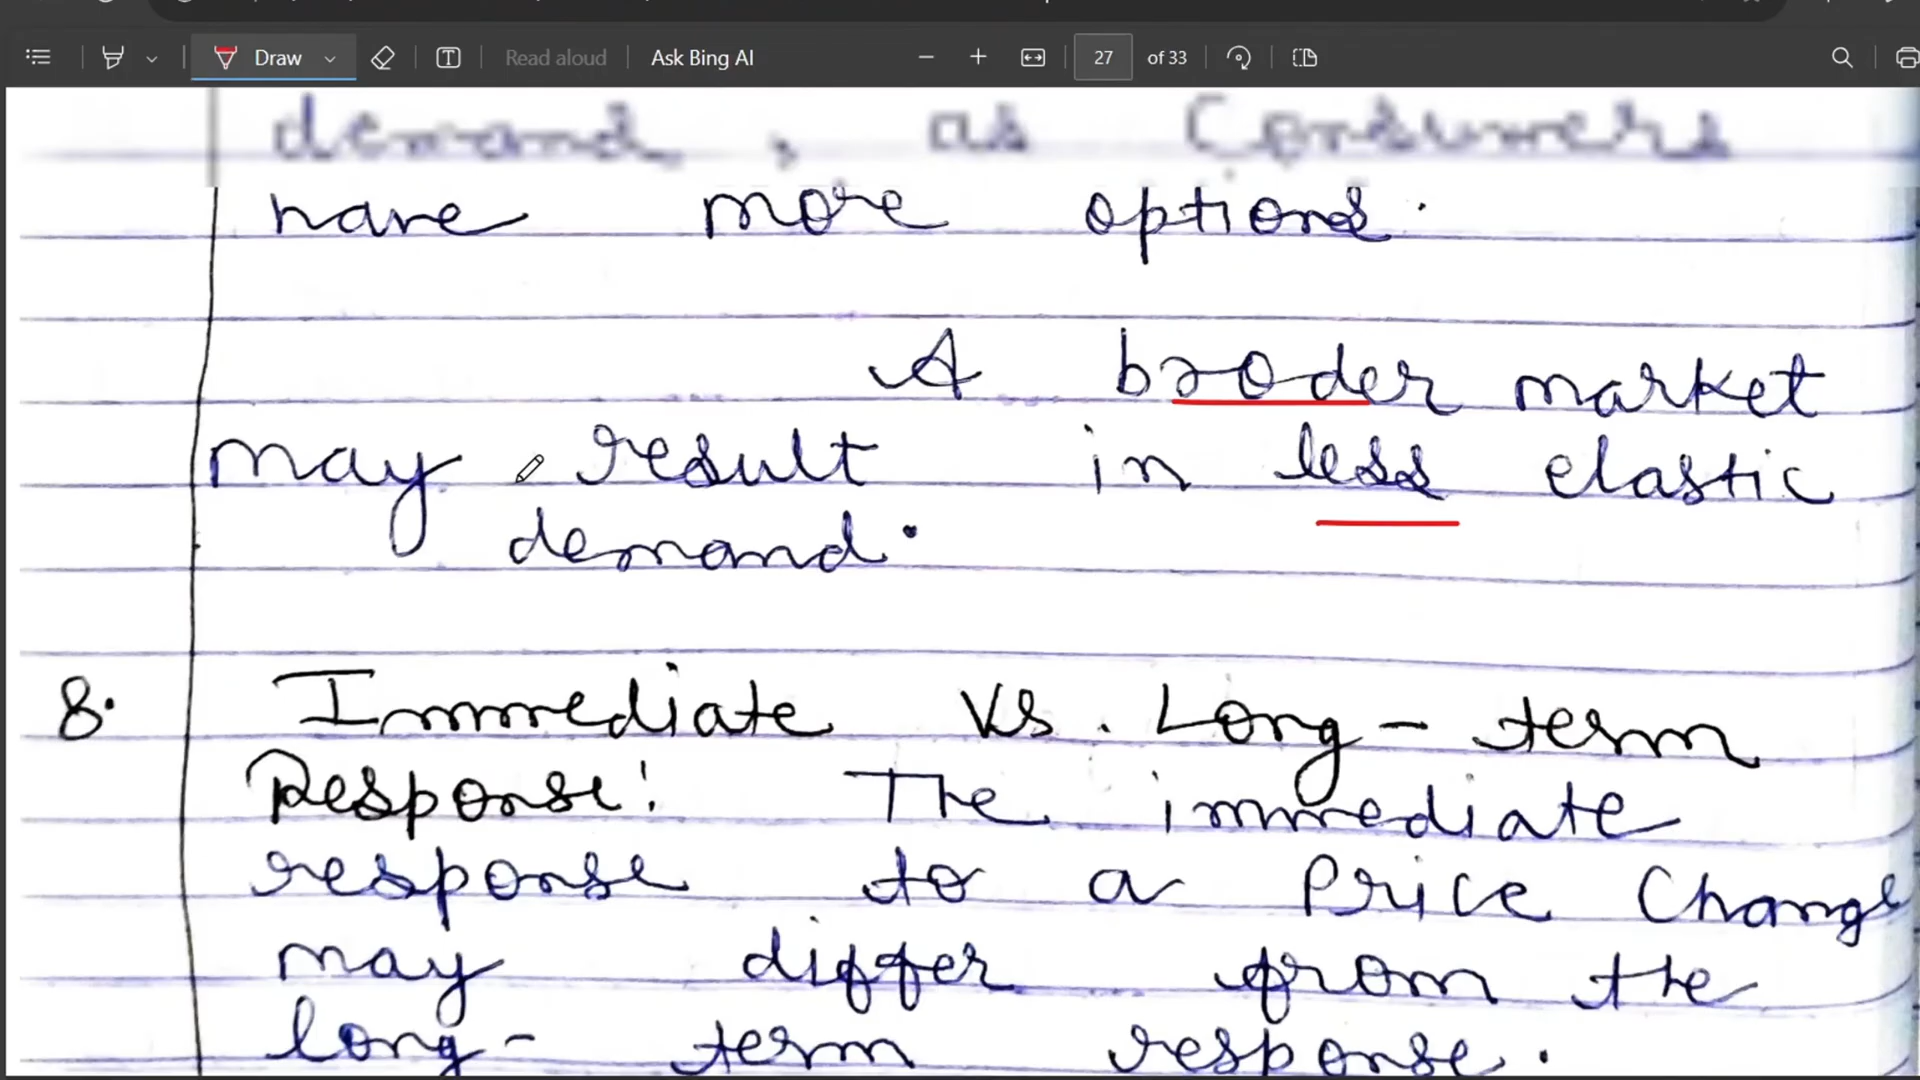 Draw
Read aloud
Ask Bing AI
27 of 33
demand, as Consumers
have more options.
A broder market
may result in less elastic
demand.
8. Immediate Vs. Long-term
Response: The immediate
response to a Price Change
may differ from the
long-term response.